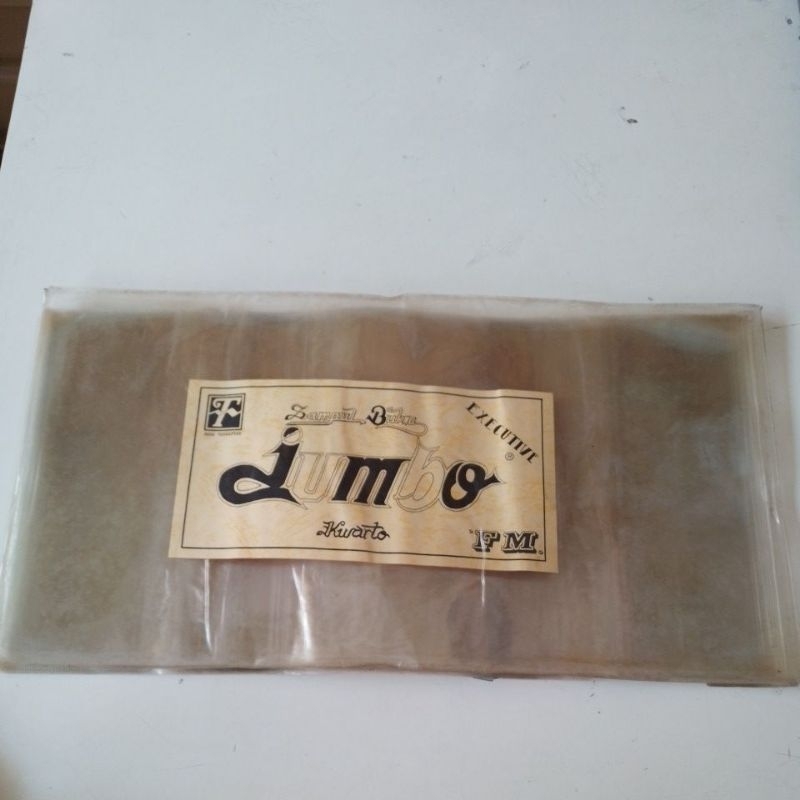 T
Sampul Buku
EXECUTIVE
jumbo ®
Kwarto
"FM"